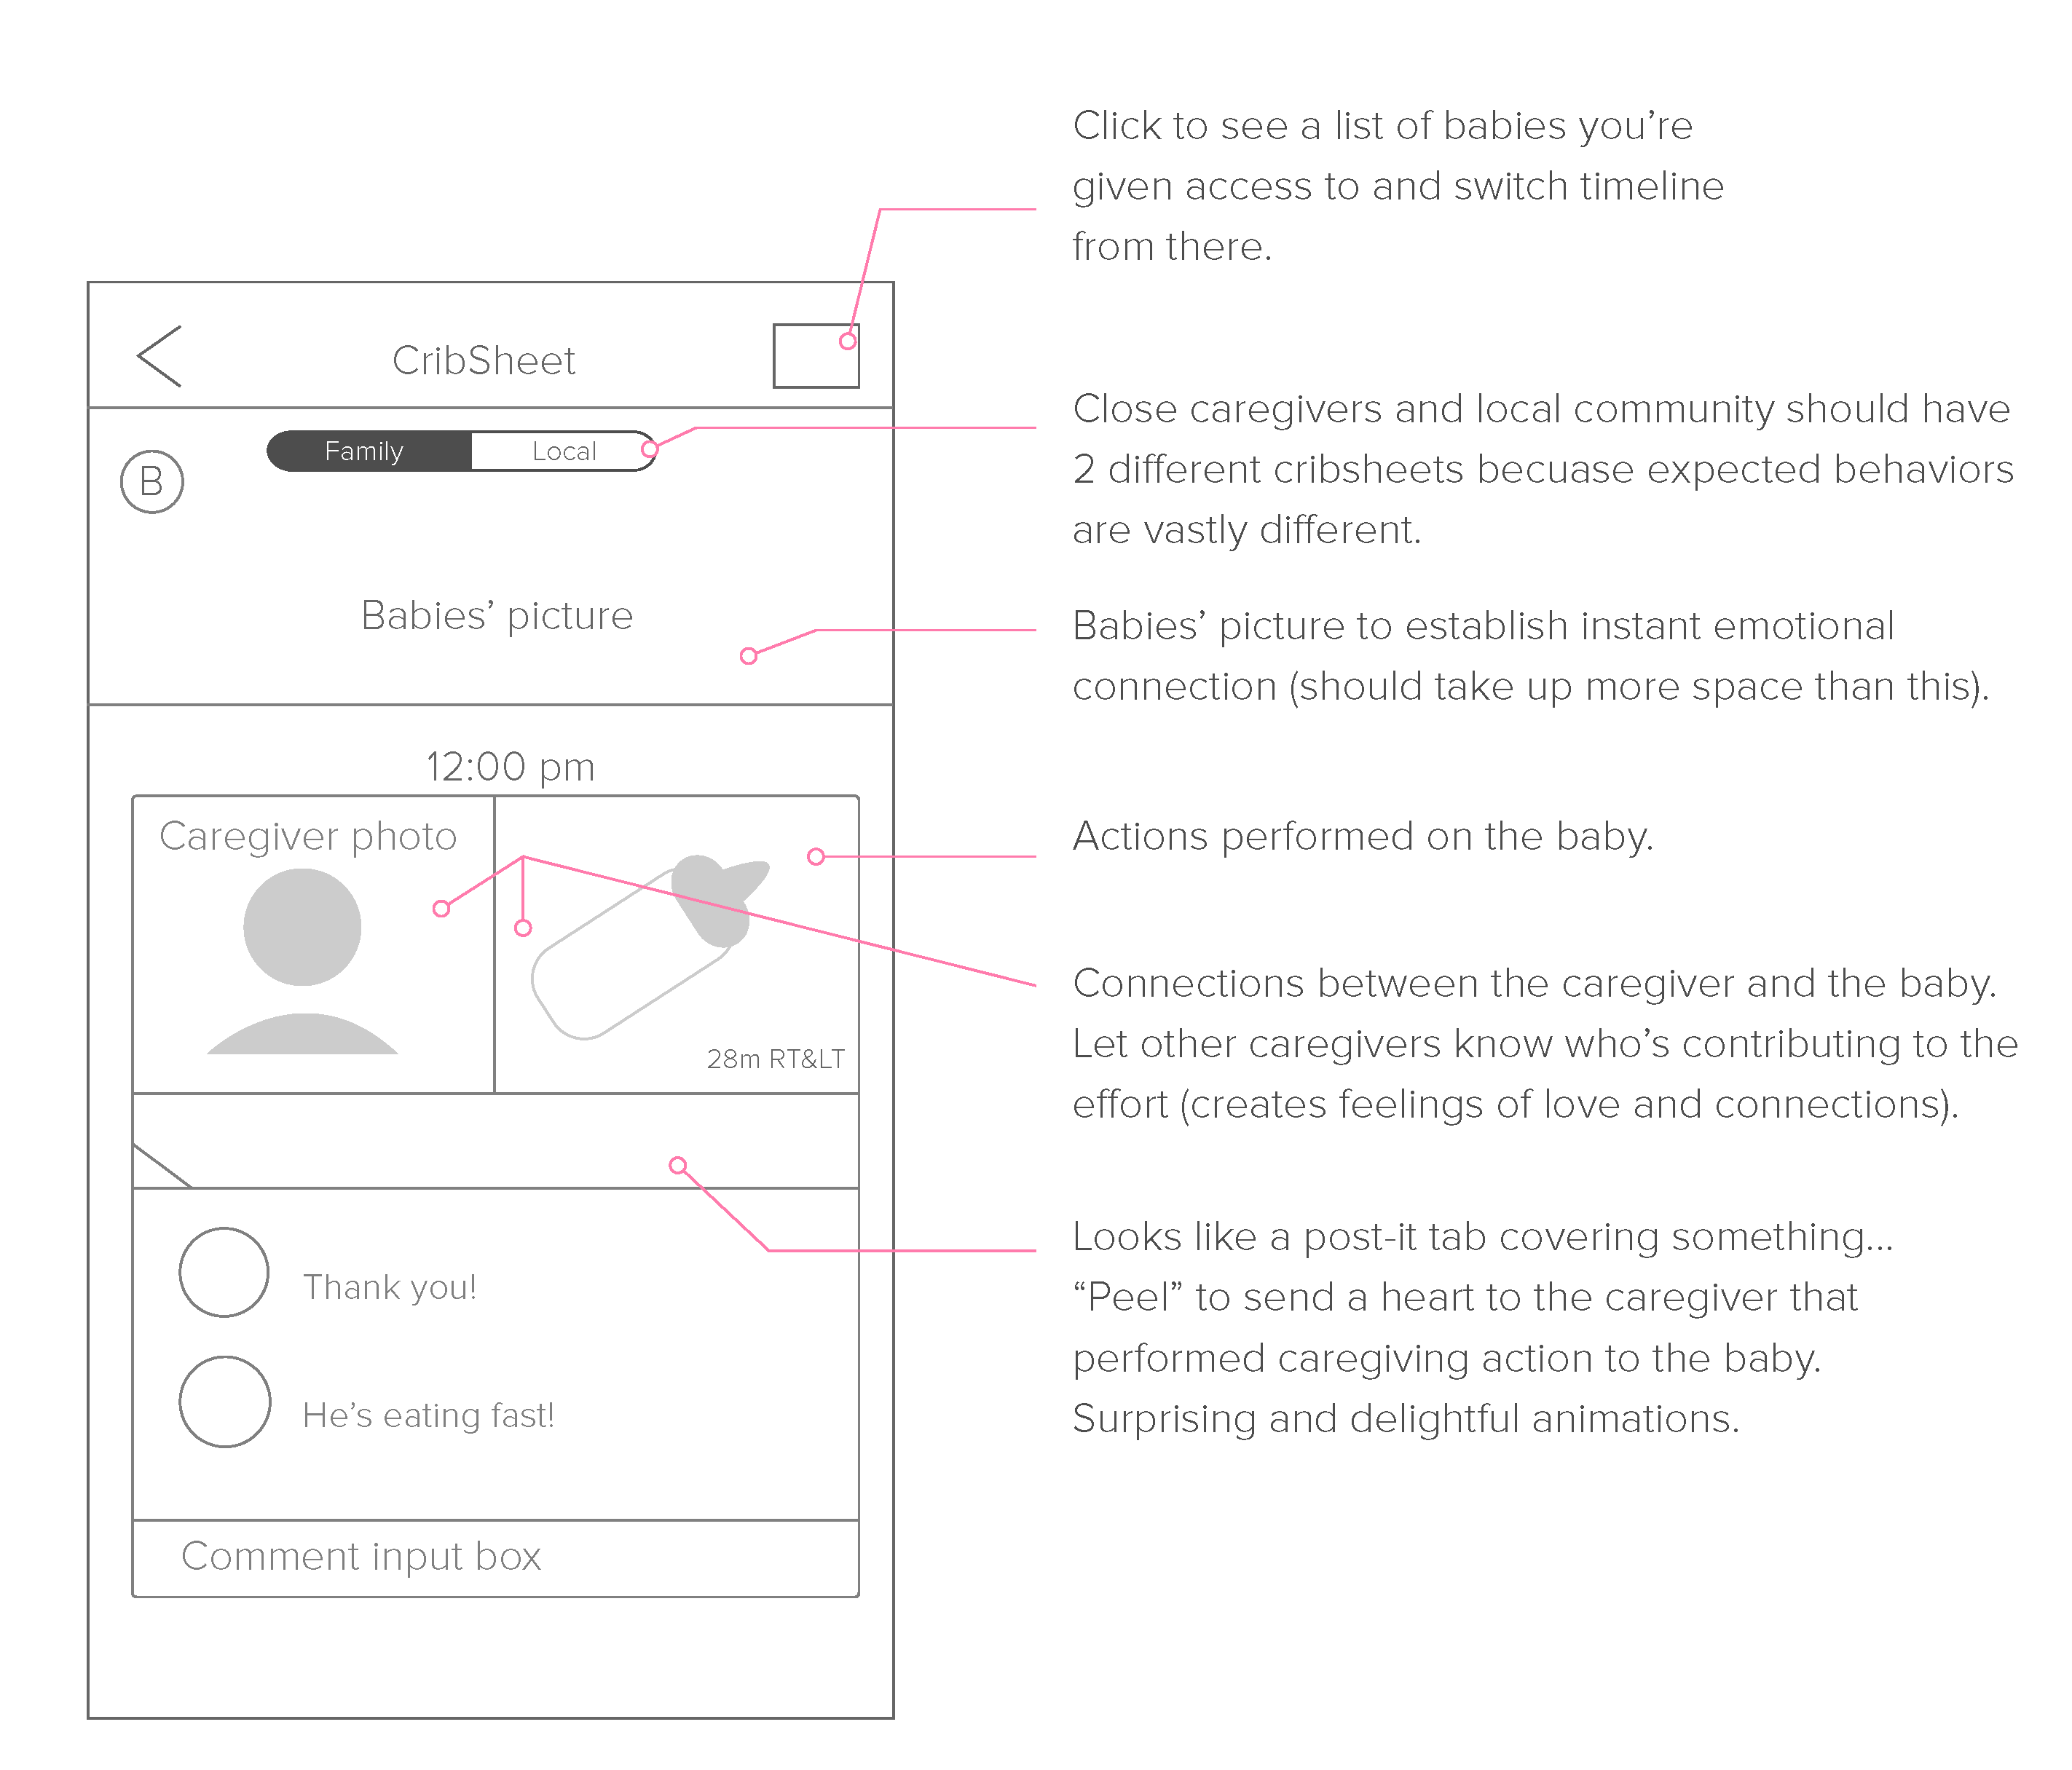 Click to see a list of babies you’re
given access to and switch timeline
from there.
CribSheet
Family
Local
B
Close caregivers and local community should have
2 different cribsheets becuase expected behaviors
are vastly different.
Babies’ picture
Babies’ picture to establish instant emotional
connection (should take up more space than this).
12:00 pm
Caregiver photo
28m RT&LT
Actions performed on the baby.
Connections between the caregiver and the baby.
Let other caregivers know who’s contributing to the
effort (creates feelings of love and connections).
Thank you!
He’s eating fast!
Looks like a post-it tab covering something...
“Peel” to send a heart to the caregiver that
performed caregiving action to the baby.
Surprising and delightful animations.
Comment input box